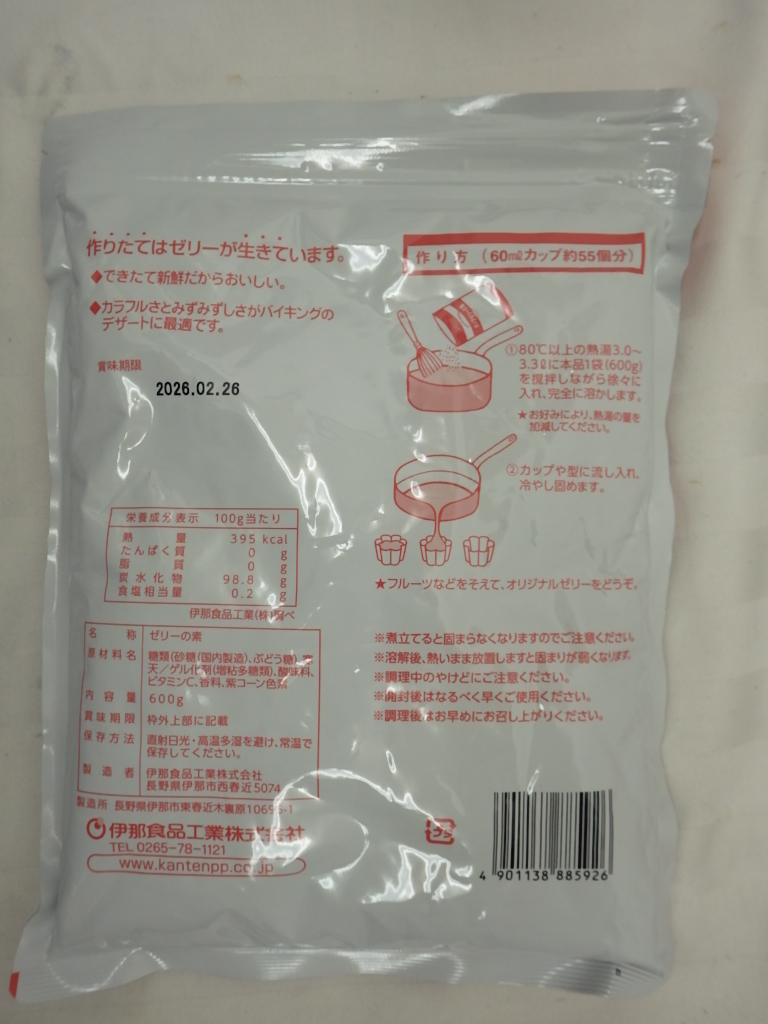 作りたてはゼリーが生きています。
◆できたて新鮮だからおいしい。
◆カラフルさとみずみずしさがバイキングの
デザートに最適です。
賞味期限
2026.02.26
栄養成分表示 100g当たり
熱量 395 kcal
たんぱく質 0 g
脂質 0 g
炭水化物 98.8 g
食塩相当量 0.2 g
伊那食品工業(株)調べ
名称 ゼリーの素
原材料名 糖類(砂糖(国内製造)、ぶどう糖)、寒
天/ゲル化剤(増粘多糖類)、酸味料、
ビタミンC、香料、紫コーン色素
内容量 600g
賞味期限 枠外上部に記載
保存方法 直射日光・高温多湿を避け、常温で
保存してください。
製造者 伊那食品工業株式会社
長野県伊那市西春近5074
製造所 長野県伊那市東春近木裏原10695-1
伊那食品工業株式会社
TEL 0265-78-1121
www.kantenpp.co.jp
作り方 (60mlカップ約55個分)
①80℃以上の熱湯3.0~
3.3ℓに本品1袋(600g)
を撹拌しながら徐々に
入れ、完全に溶かします。
★お好みにより、熱湯の量を
加減してください。
②カップや型に流し入れ、
冷やし固めます。
★フルーツなどをそえて、オリジナルゼリーをどうぞ。
※煮立てると固まらなくなりますのでご注意ください。
※溶解後、熱いまま放置しますと固まりが弱くなります。
※調理中のやけどにご注意ください。
※開封後はなるべく早くご使用ください。
※調理後はお早めにお召し上がりください。
プラ
4 901138 885926